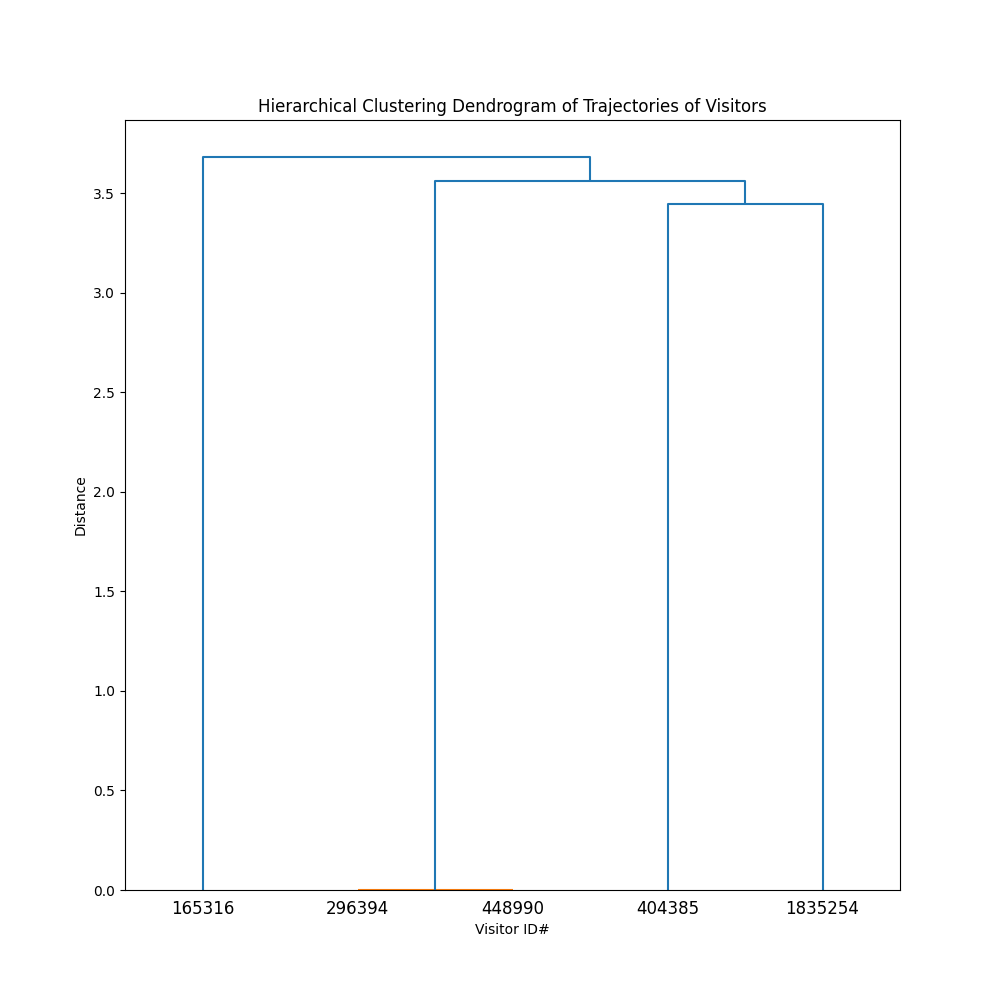 Hierarchical Clustering Dendrogram of Trajectories of Visitors
3.5
3.0
2.5
2.0
1.5
1.0
0.5
0.0
Distance
165316 296394 448990 404385 1835254
Visitor ID#